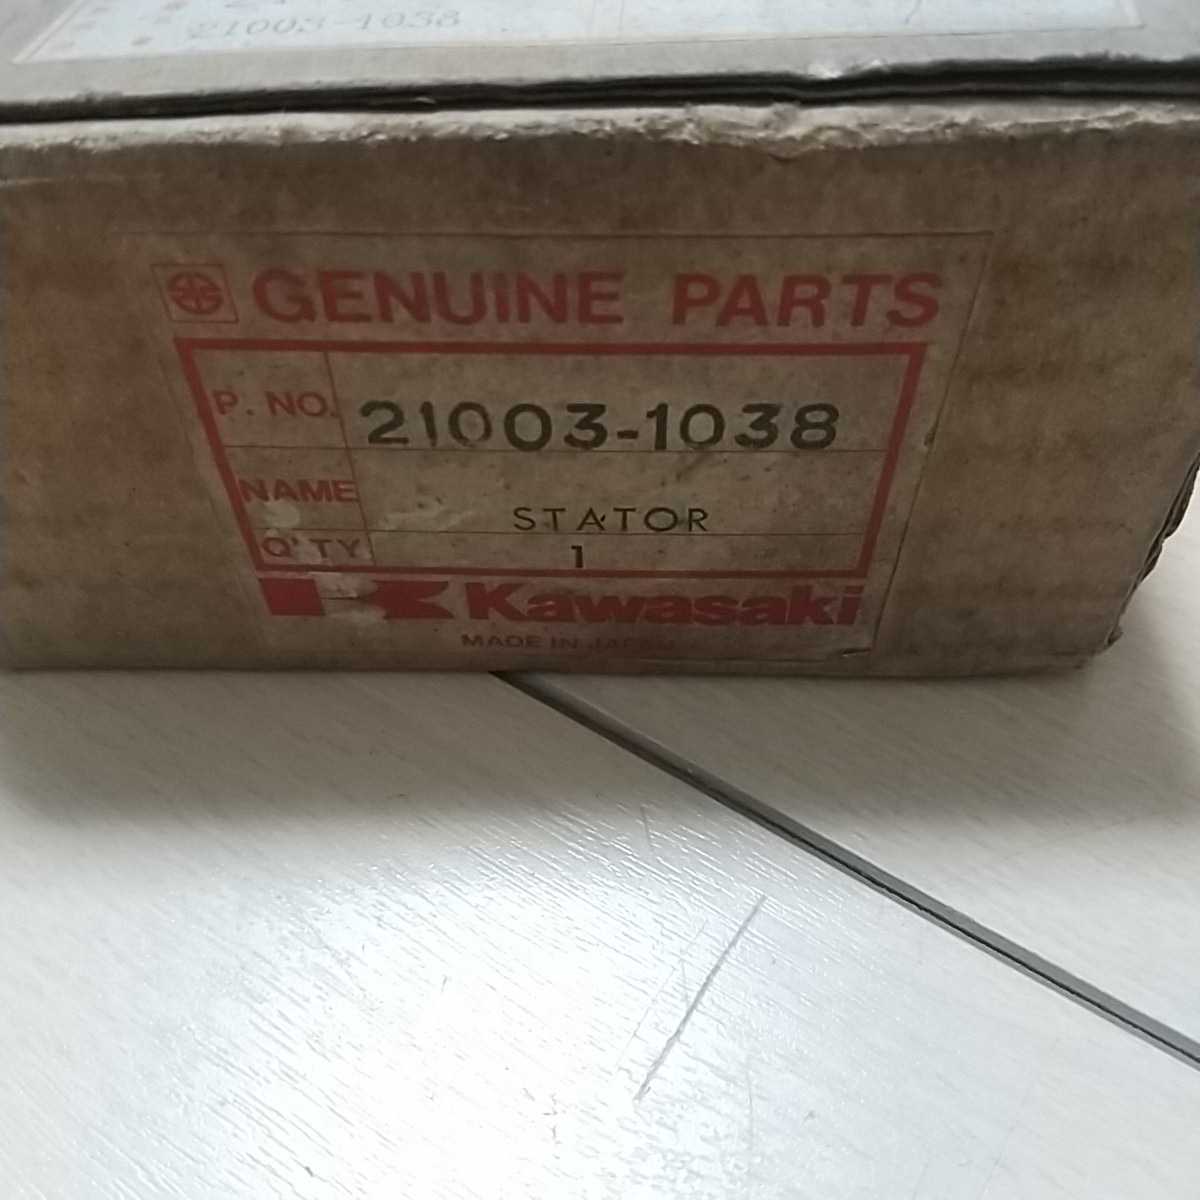 21003-1038
GENUINE PARTS
P. NO. 21003-1038
NAME STATOR
Q'TY 1
Kawasaki
MADE IN JAPAN